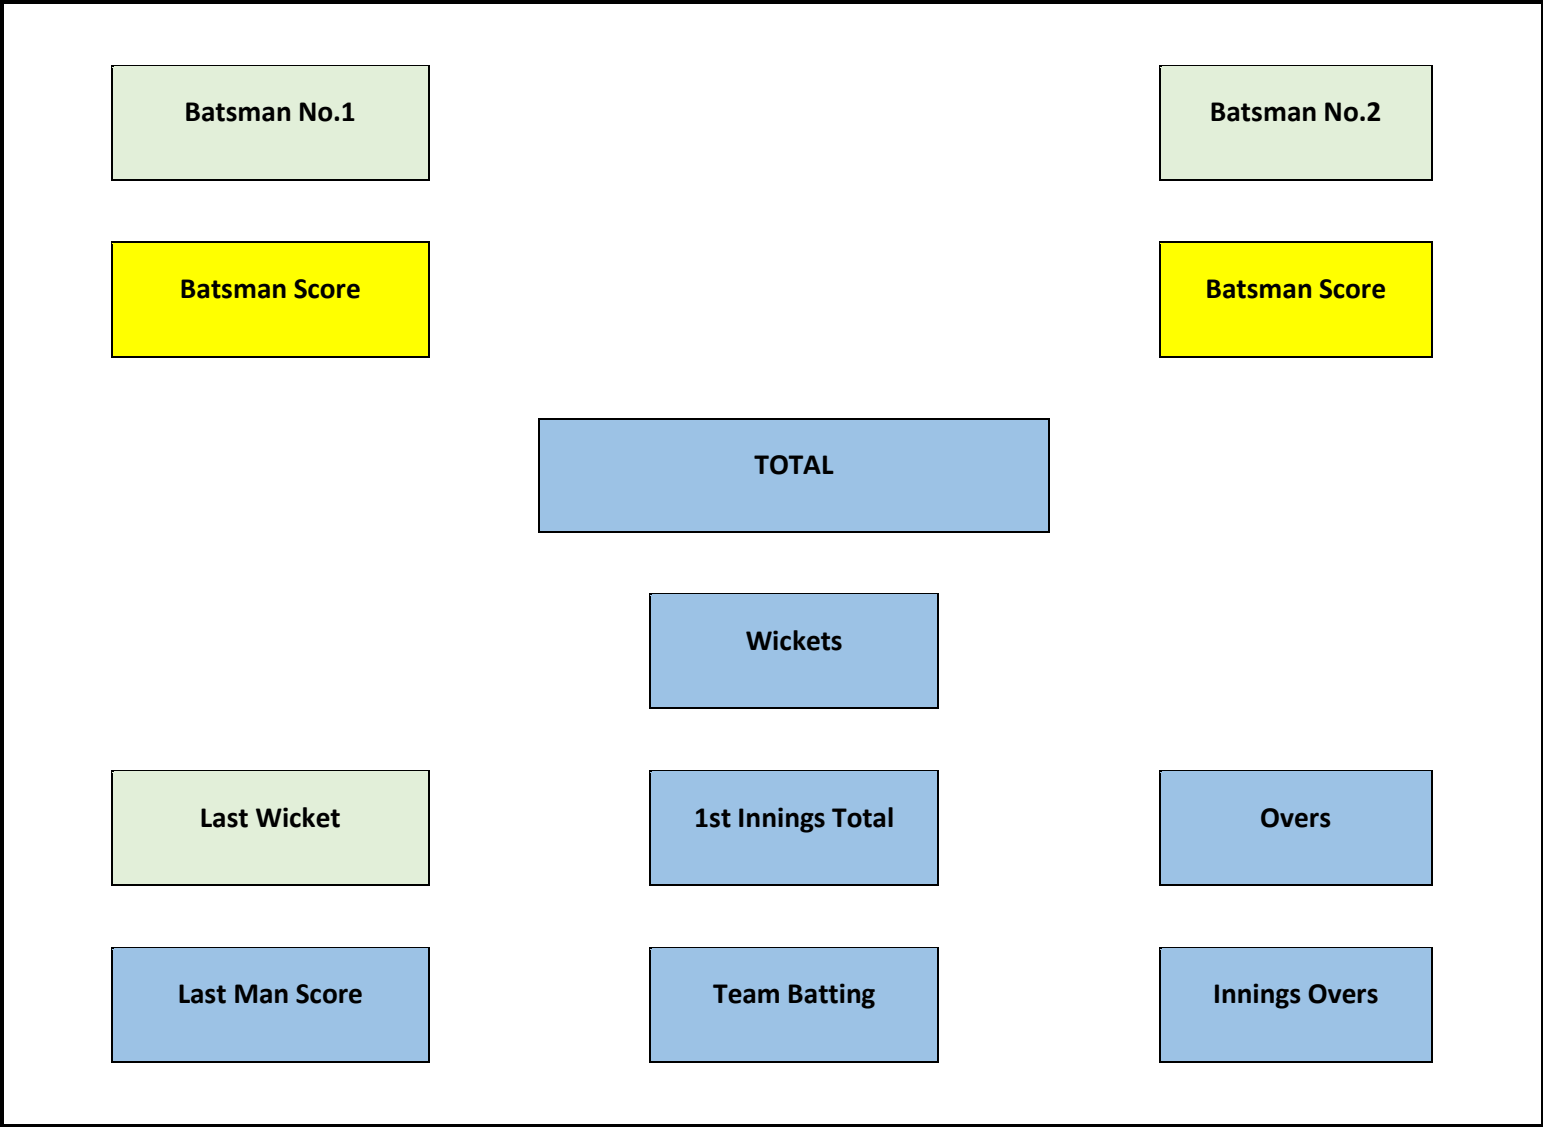 Batsman No.1
Batsman No.2
Batsman Score
Batsman Score
TOTAL
Wickets
Last Wicket
1st Innings Total
Overs
Last Man Score
Team Batting
Innings Overs